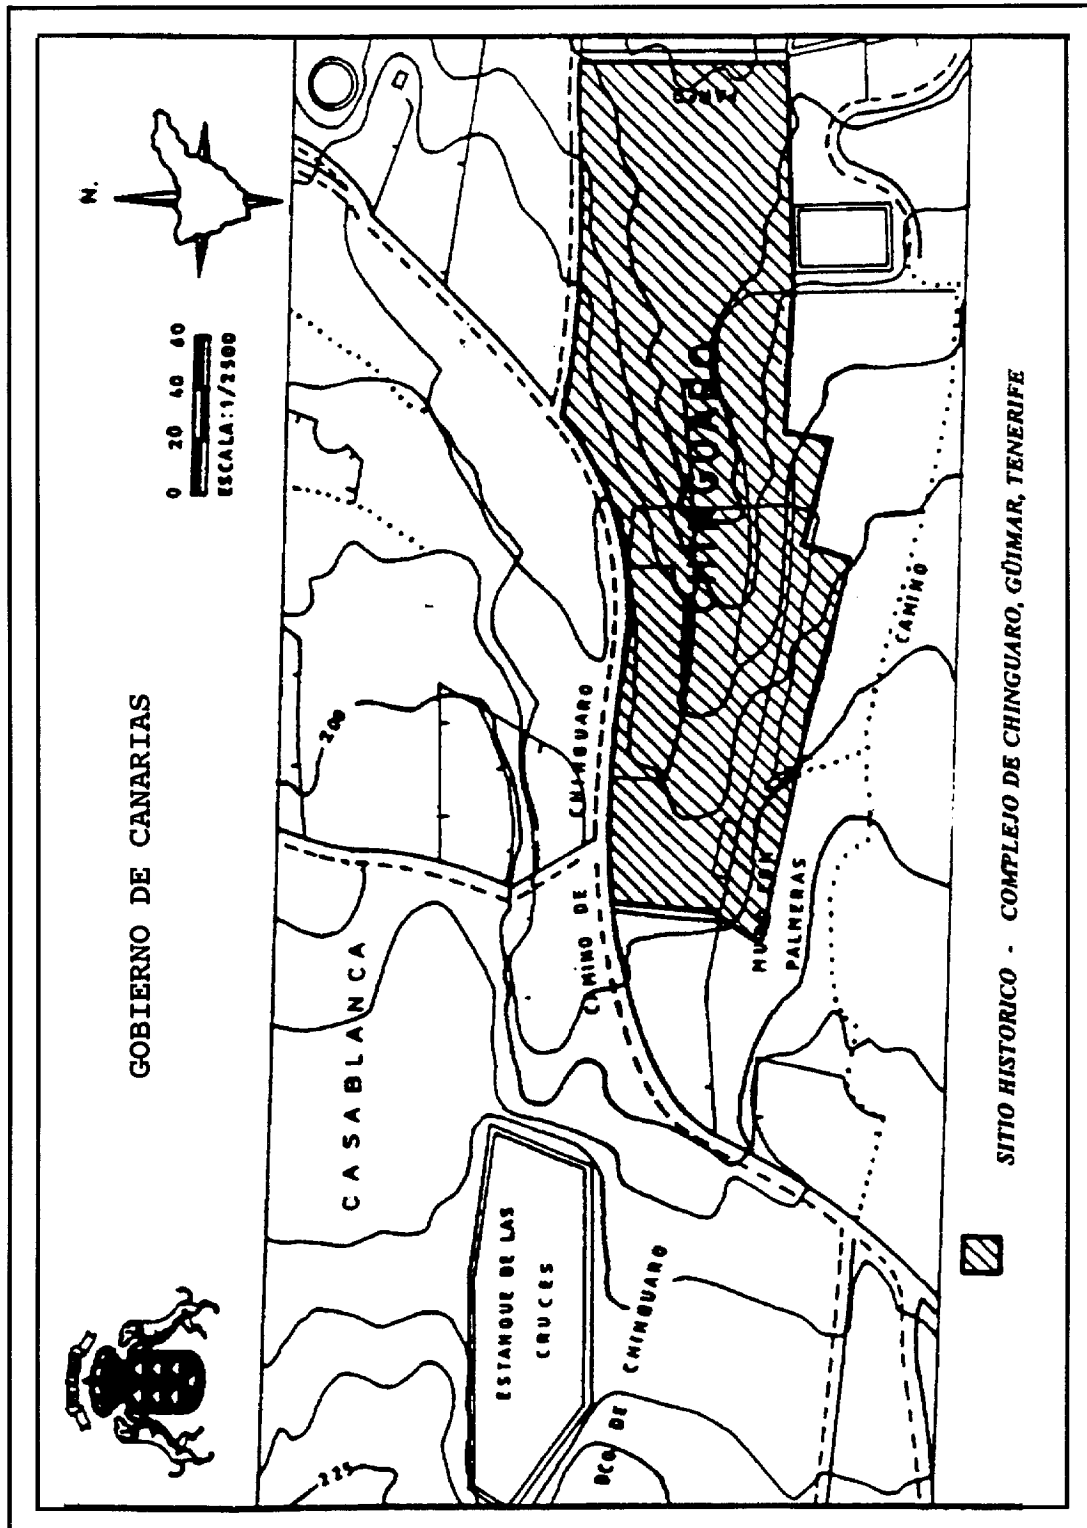 GOBIERNO DE CANARIAS
N.
0 20 40 60
ESCALA:1/2500
CASABLANCA
200
225
ESTANQUE DE LAS
CRUCES
BCO. DE CHINGUARO
CAMINO DE CHINGUARO
CHINGUARO
PALMERAS
CAMINO
SITIO HISTORICO - COMPLEJO DE CHINGUARO, GÜIMAR, TENERIFE